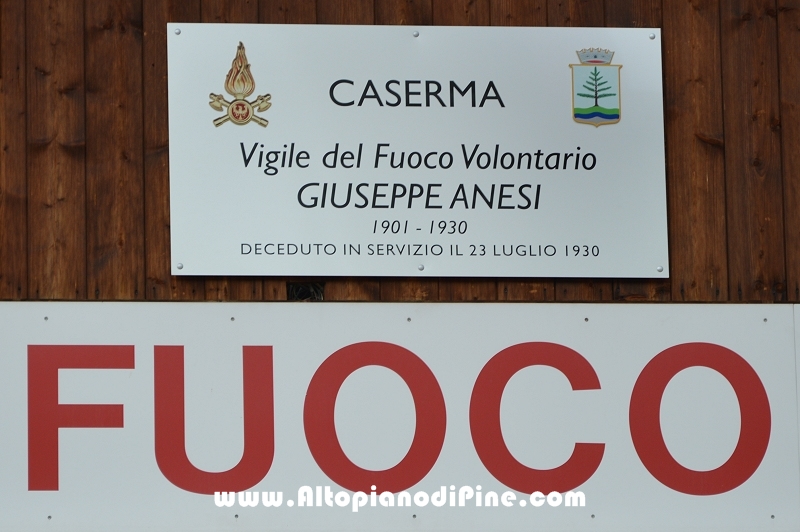 CASERMA
Vigile del Fuoco Volontario
GIUSEPPE ANESI
1901 - 1930
DECEDUTO IN SERVIZIO IL 23 LUGLIO 1930
FUOCO
www.AltopianodiPine.com